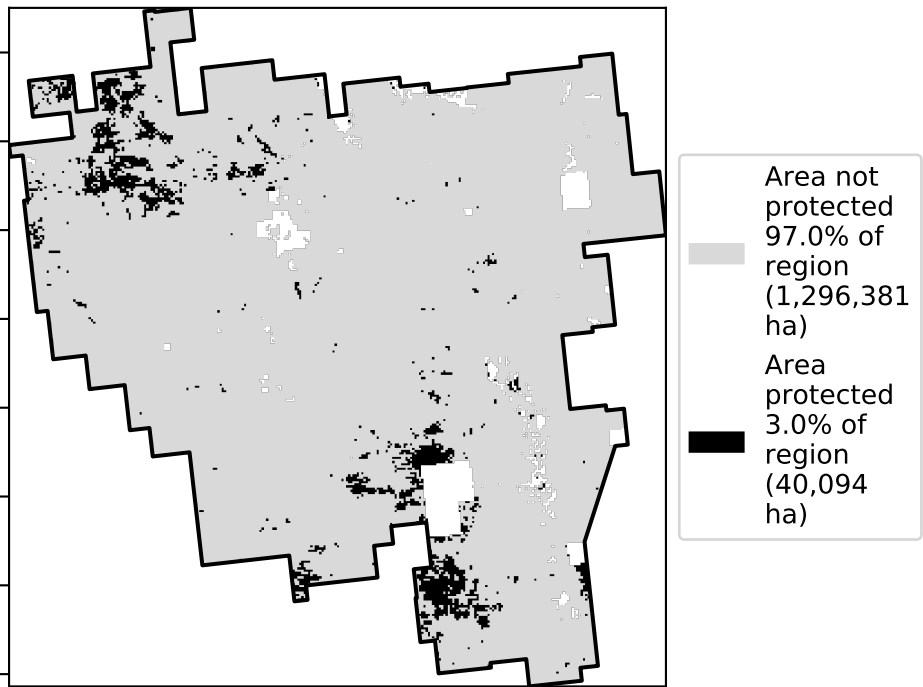 Area not
protected
97.0% of
region
(1,296,381
ha)
Area
protected
3.0% of
region
(40,094
ha)